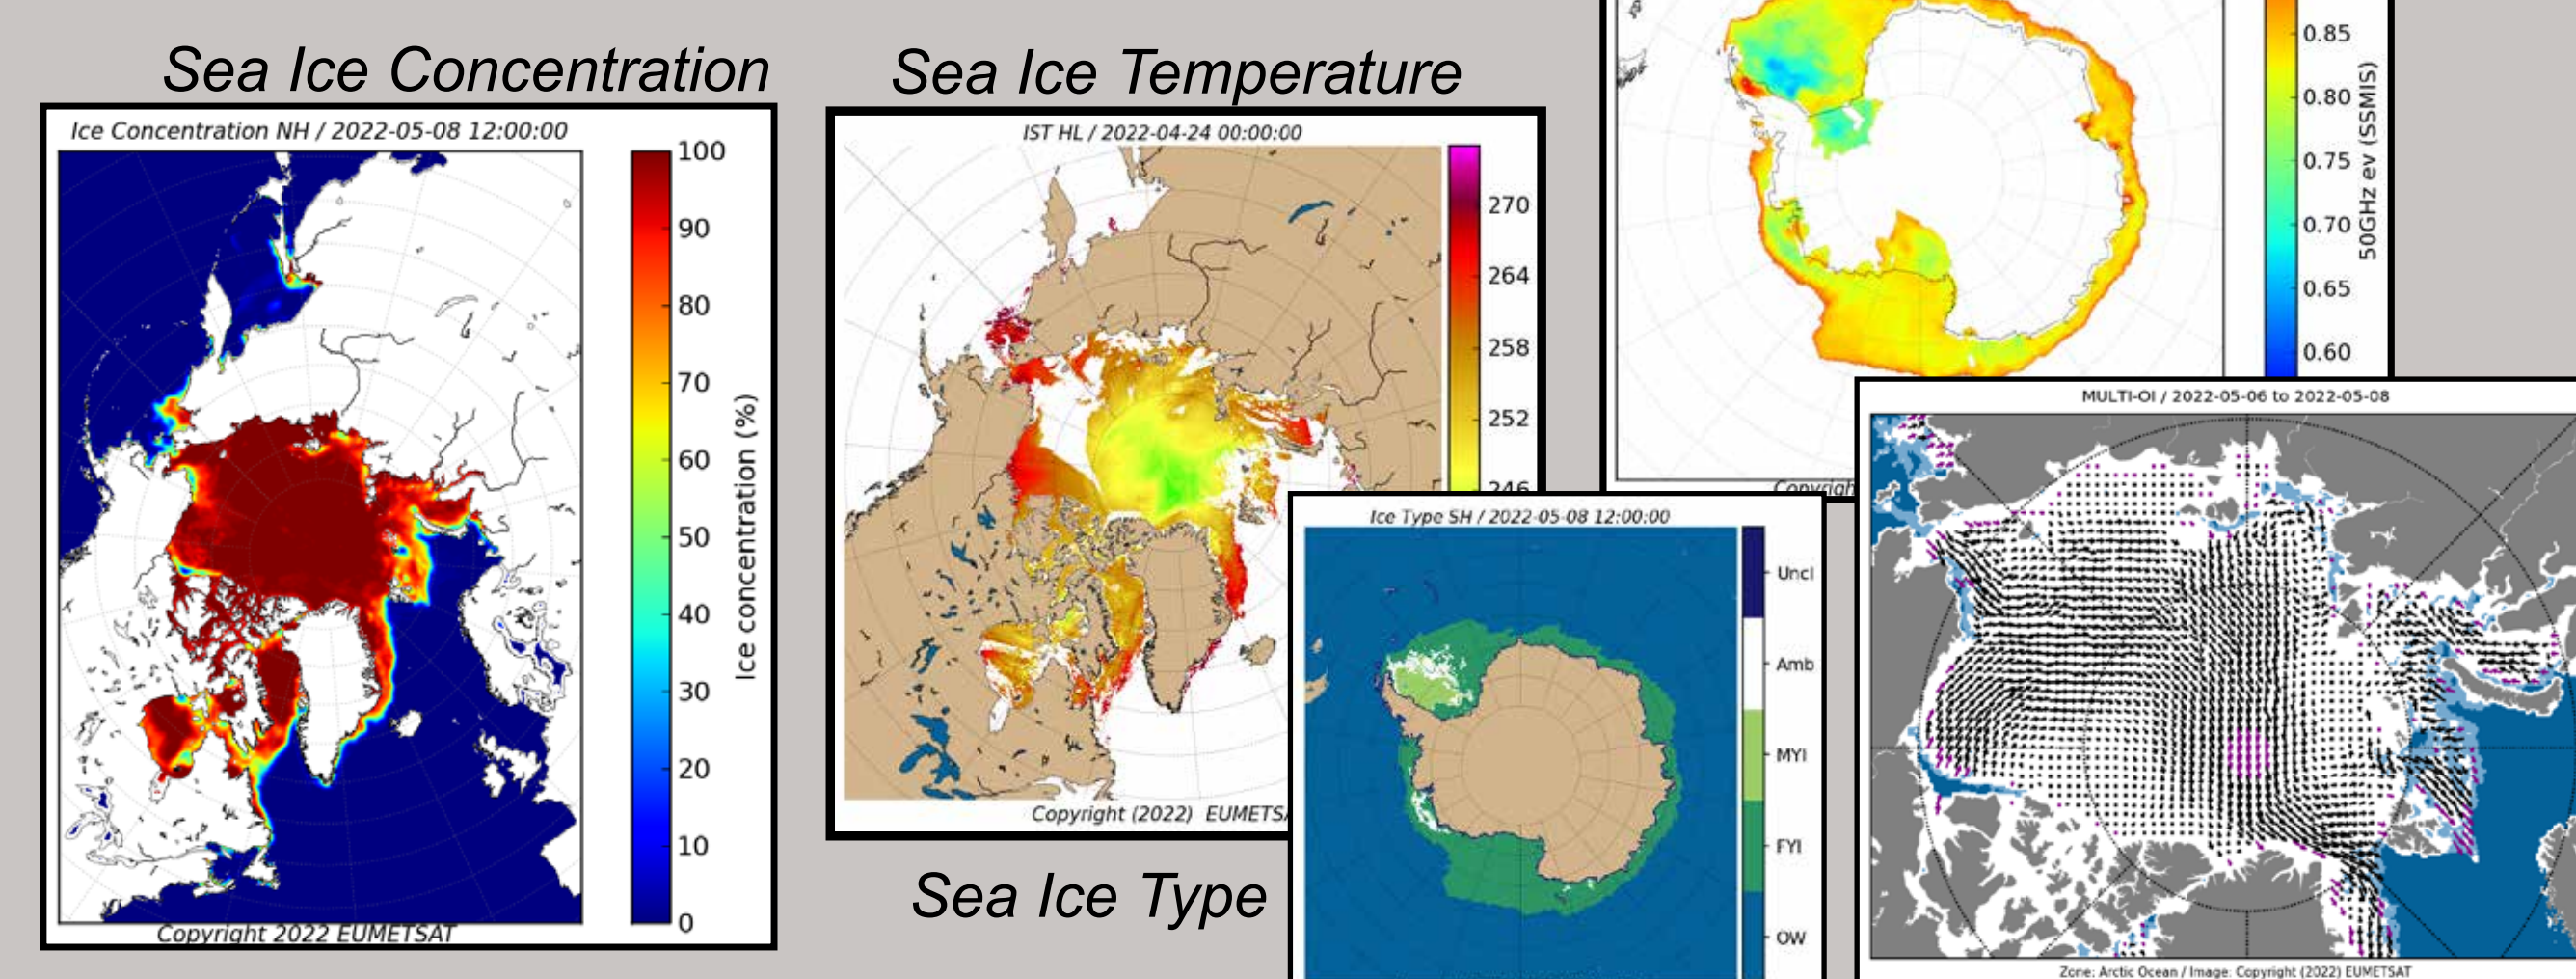 Sea Ice Concentration
Ice Concentration NH / 2022-05-08 12:00:00
100
90
80
70
60
50
40
30
20
10
0
Ice concentration (%)
Copyright 2022 EUMETSAT
Sea Ice Temperature
IST HL / 2022-04-24 00:00:00
270
264
258
252
246
Copyright (2022) EUMETSA
0.85
0.80
0.75
0.70
0.65
0.60
50GHz ev (SSMIS)
Copyrigh
Sea Ice Type
Ice Type SH / 2022-05-08 12:00:00
Uncl
Amb
MYI
FYI
OW
MULTI-OI / 2022-05-06 to 2022-05-08
Zone: Arctic Ocean / Image: Copyright (2022) EUMETSAT